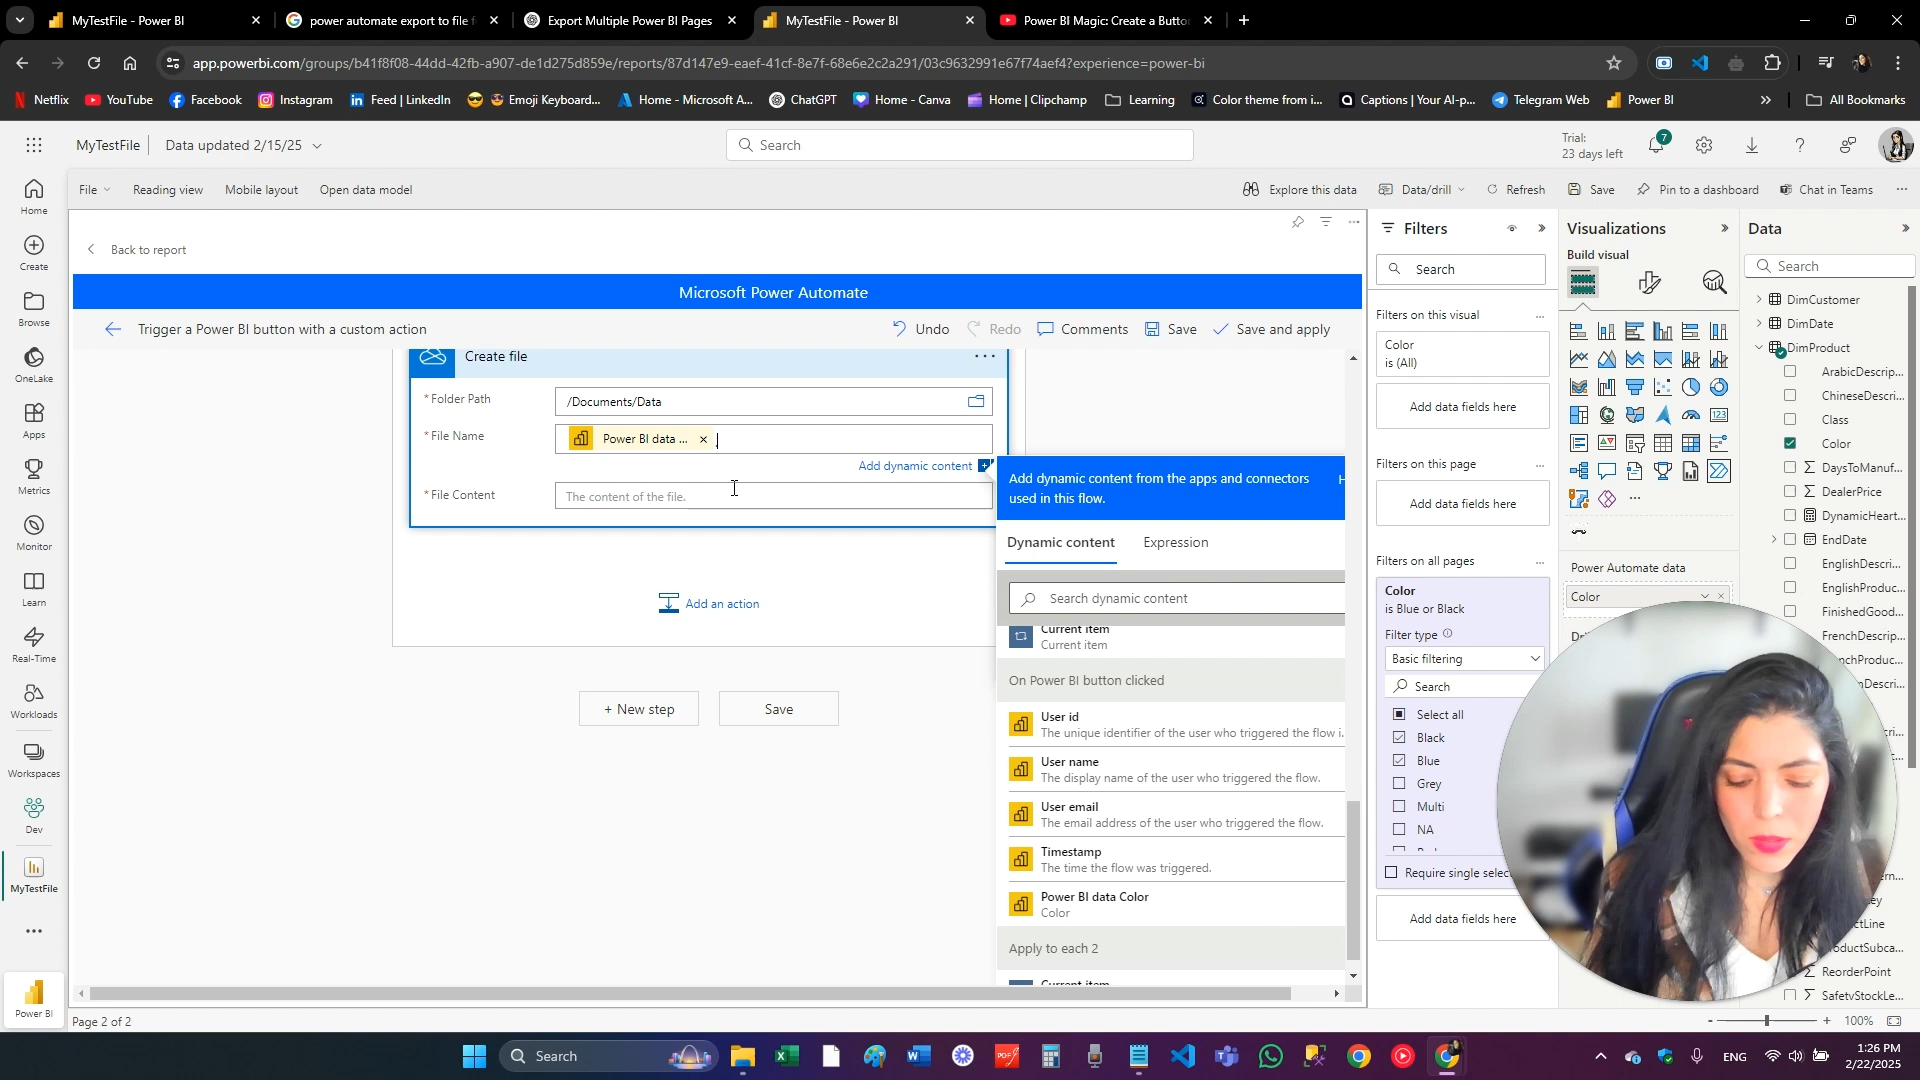 MyTestFile - Power BI
power automate export to file f
Export Multiple Power BI Pages
MyTestFile - Power BI
Power BI Magic: Create a Butto
app.powerbi.com/groups/b41f8f08-44dd-42fb-a907-de1d275d859e/reports/87d147e9-eaef-41cf-8e7f-68e6e2c2a291/03c9632991e67f74aef4?experience=power-bi
Netflix
YouTube
Facebook
Instagram
Feed | LinkedIn
Emoji Keyboard...
Home - Microsoft A...
ChatGPT
Home - Canva
Home | Clipchamp
Learning
Color theme from i...
Captions | Your AI-p...
Telegram Web
Power BI
All Bookmarks
MyTestFile
Data updated 2/15/25
Search
Trial:
23 days left
7
File
Reading view
Mobile layout
Open data model
Explore this data
Data/drill
Refresh
Save
Pin to a dashboard
Chat in Teams
Home
Create
Browse
OneLake
Apps
Metrics
Monitor
Learn
Real-Time
Workloads
Workspaces
Dev
MyTestFile
Power BI
Back to report
Microsoft Power Automate
Trigger a Power BI button with a custom action
Undo
Redo
Comments
Save
Save and apply
Create file
* Folder Path
/Documents/Data
* File Name
Power BI data ...
Add dynamic content
* File Content
The content of the file.
Add an action
+ New step
Save
Add dynamic content from the apps and connectors
used in this flow.
H
Dynamic content
Expression
Search dynamic content
Current item
Current item
On Power BI button clicked
User id
The unique identifier of the user who triggered the flow i...
User name
The display name of the user who triggered the flow.
User email
The email address of the user who triggered the flow.
Timestamp
The time the flow was triggered.
Power BI data Color
Color
Apply to each 2
Current item
Page 2 of 2
Filters
Search
Filters on this visual
Color
is (All)
Add data fields here
Filters on this page
Add data fields here
Filters on all pages
Color
is Blue or Black
Filter type
Basic filtering
Search
Select all
Black
Blue
Grey
Multi
NA
Require single selec
Add data fields here
Visualizations
Build visual
Power Automate data
Color
Data
Search
DimCustomer
DimDate
DimProduct
ArabicDescrip...
ChineseDescri...
Class
Color
DaysToManuf...
DealerPrice
DynamicHeart...
EndDate
EnglishDescri...
EnglishProduc...
FinishedGood...
FrenchDescrip...
ReorderPoint
SafetyStockLe...
100%
Search
ENG
1:26 PM
2/22/2025